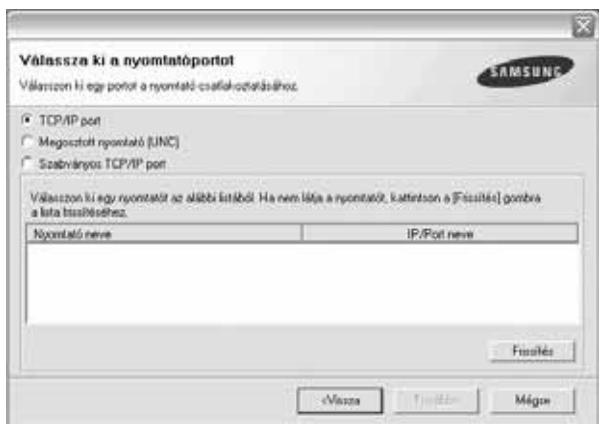 Válassza ki a nyomtatóportot
Válasszon ki egy portot a nyomtató csatlakoztatásához.
SAMSUNG
TCP/IP port
Megosztott nyomtató (UNC)
Szabványos TCP/IP port
Válasszon ki egy nyomtatót az alábbi listából. Ha nem látja a nyomtatót, kattintson a [Frissítés] gombra
a lista frissítéséhez.
Nyomtató neve IP/Port neve
Frissítés
<Vissza Tovább> Mégse